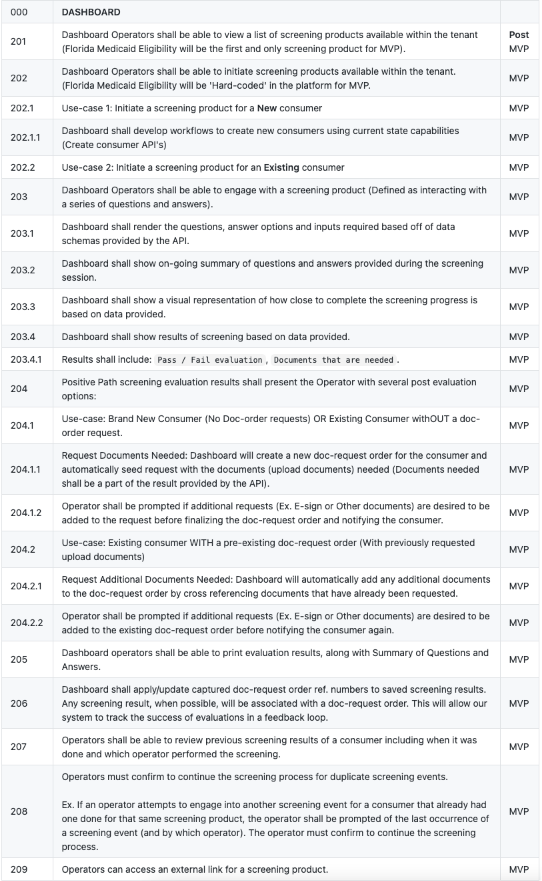 000 DASHBOARD
201 Dashboard Operators shall be able to view a list of screening products available within the tenant Post
(Florida Medicaid Eligibility will be the first and only screening product for MVP). MVP
202 Dashboard Operators shall be able to initiate screening products available within the tenant. MVP
(Florida Medicaid Eligibility will be 'Hard-coded' in the platform for MVP.
202.1 Use-case 1: Initiate a screening product for a New consumer MVP
202.1.1 Dashboard shall develop workflows to create new consumers using current state capabilities MVP
(Create consumer API's)
202.2 Use-case 2: Initiate a screening product for an Existing consumer MVP
203 Dashboard Operators shall be able to engage with a screening product (Defined as interacting with MVP
a series of questions and answers).
203.1 Dashboard shall render the questions, answer options and inputs required based off of data MVP
schemas provided by the API.
203.2 Dashboard shall show on-going summary of questions and answers provided during the screening MVP
session.
203.3 Dashboard shall show a visual representation of how close to complete the screening progress is MVP
based on data provided.
203.4 Dashboard shall show results of screening based on data provided. MVP
203.4.1 Results shall include: Pass / Fail evaluation, Documents that are needed. MVP
204 Positive Path screening evaluation results shall present the Operator with several post evaluation MVP
options:
204.1 Use-case: Brand New Consumer (No Doc-order requests) OR Existing Consumer withOUT a doc- MVP
order request.
204.1.1 Request Documents Needed: Dashboard will create a new doc-request order for the consumer and MVP
automatically seed request with the documents (upload documents) needed (Documents needed
shall be a part of the result provided by the API).
204.1.2 Operator shall be prompted if additional requests (Ex. E-sign or Other documents) are desired to be MVP
added to the request before finalizing the doc-request order and notifying the consumer.
204.2 Use-case: Existing consumer WITH a pre-existing doc-request order (With previously requested MVP
upload documents)
204.2.1 Request Additional Documents Needed: Dashboard will automatically add any additional documents MVP
to the doc-request order by cross referencing documents that have already been requested.
204.2.2 Operator shall be prompted if additional requests (Ex. E-sign or Other documents) are desired to be MVP
added to the existing doc-request order before notifying the consumer again.
205 Dashboard operators shall be able to print evaluation results, along with Summary of Questions and MVP
Answers.
206 Dashboard shall apply/update captured doc-request order ref. numbers to saved screening results. MVP
Any screening result, when possible, will be associated with a doc-request order. This will allow our
system to track the success of evaluations in a feedback loop.
207 Operators shall be able to review previous screening results of a consumer including when it was MVP
done and which operator performed the screening.
208 Operators must confirm to continue the screening process for duplicate screening events. MVP
Ex. If an operator attempts to engage into another screening event for a consumer that already had
one done for that same screening product, the operator shall be prompted of the last occurrence of
a screening event (and by which operator). The operator must confirm to continue the screening
process.
209 Operators can access an external link for a screening product. MVP